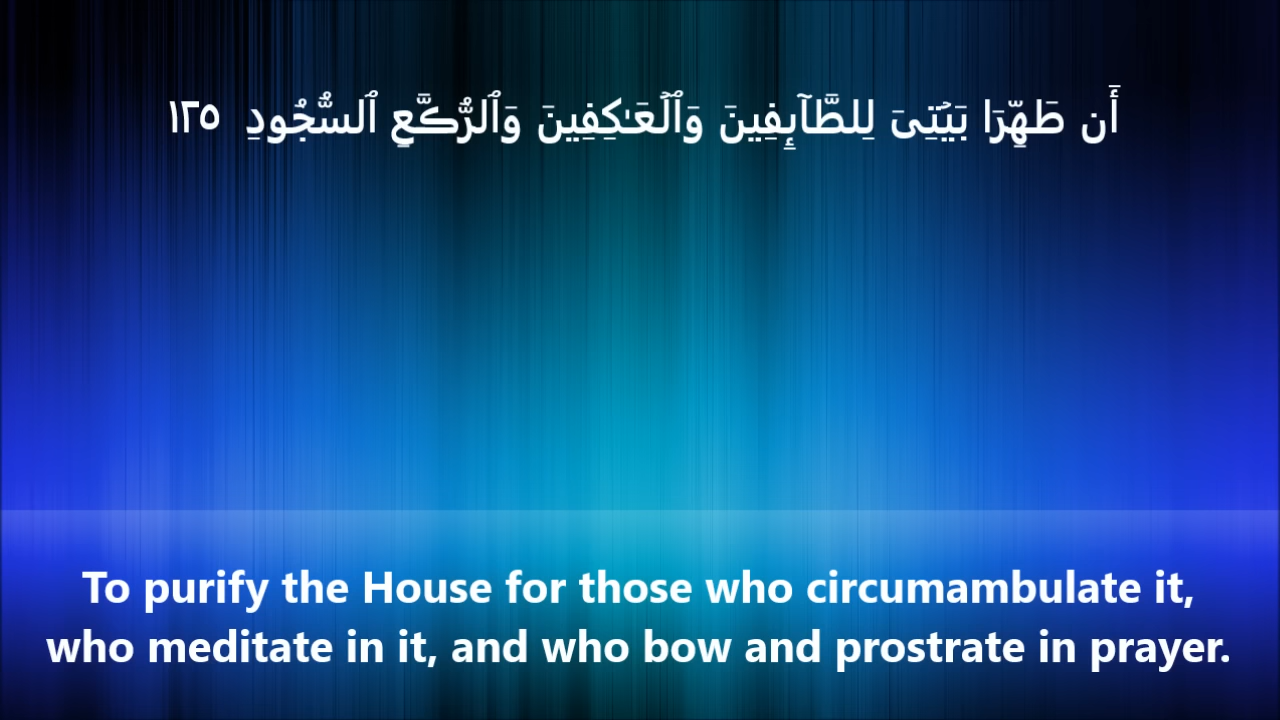 أَن طَهِّرَا بَيۡتِىَ لِلطَّآئِفِينَ وَٱلۡعَـٰكِفِينَ وَٱلرُّكَّعِ ٱلسُّجُودِ ١٢٥
To purify the House for those who circumambulate it,
who meditate in it, and who bow and prostrate in prayer.